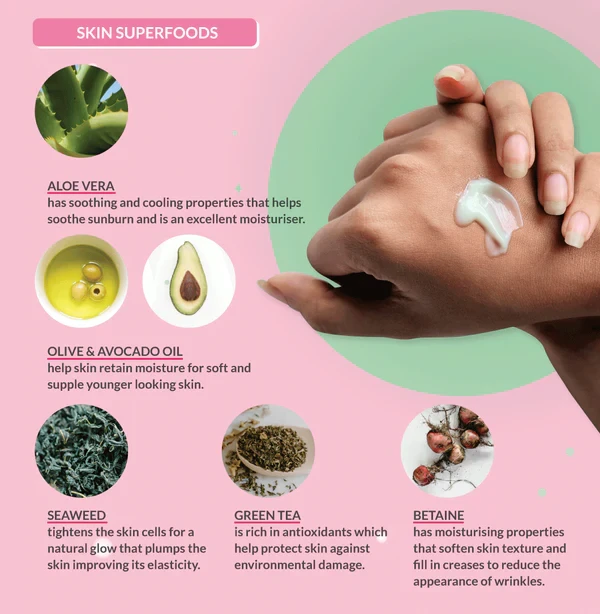 SKIN SUPERFOODS
ALOE VERA
has soothing and cooling properties that helps
soothe sunburn and is an excellent moisturiser.
OLIVE & AVOCADO OIL
help skin retain moisture for soft and
supple younger looking skin.
SEAWEED
tightens the skin cells for a
natural glow that plumps the
skin improving its elasticity.
GREEN TEA
is rich in antioxidants which
help protect skin against
environmental damage.
BETAINE
has moisturising properties
that soften skin texture and
fill in creases to reduce the
appearance of wrinkles.